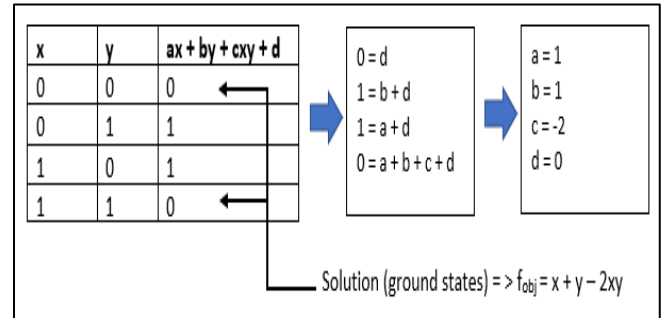 x y ax + by + cxy + d
0 0 0
0 1 1
1 0 1
1 1 0
0 = d
1 = b + d
1 = a + d
0 = a + b + c + d
a = 1
b = 1
c = -2
d = 0
Solution (ground states) = > fobj = x + y – 2xy